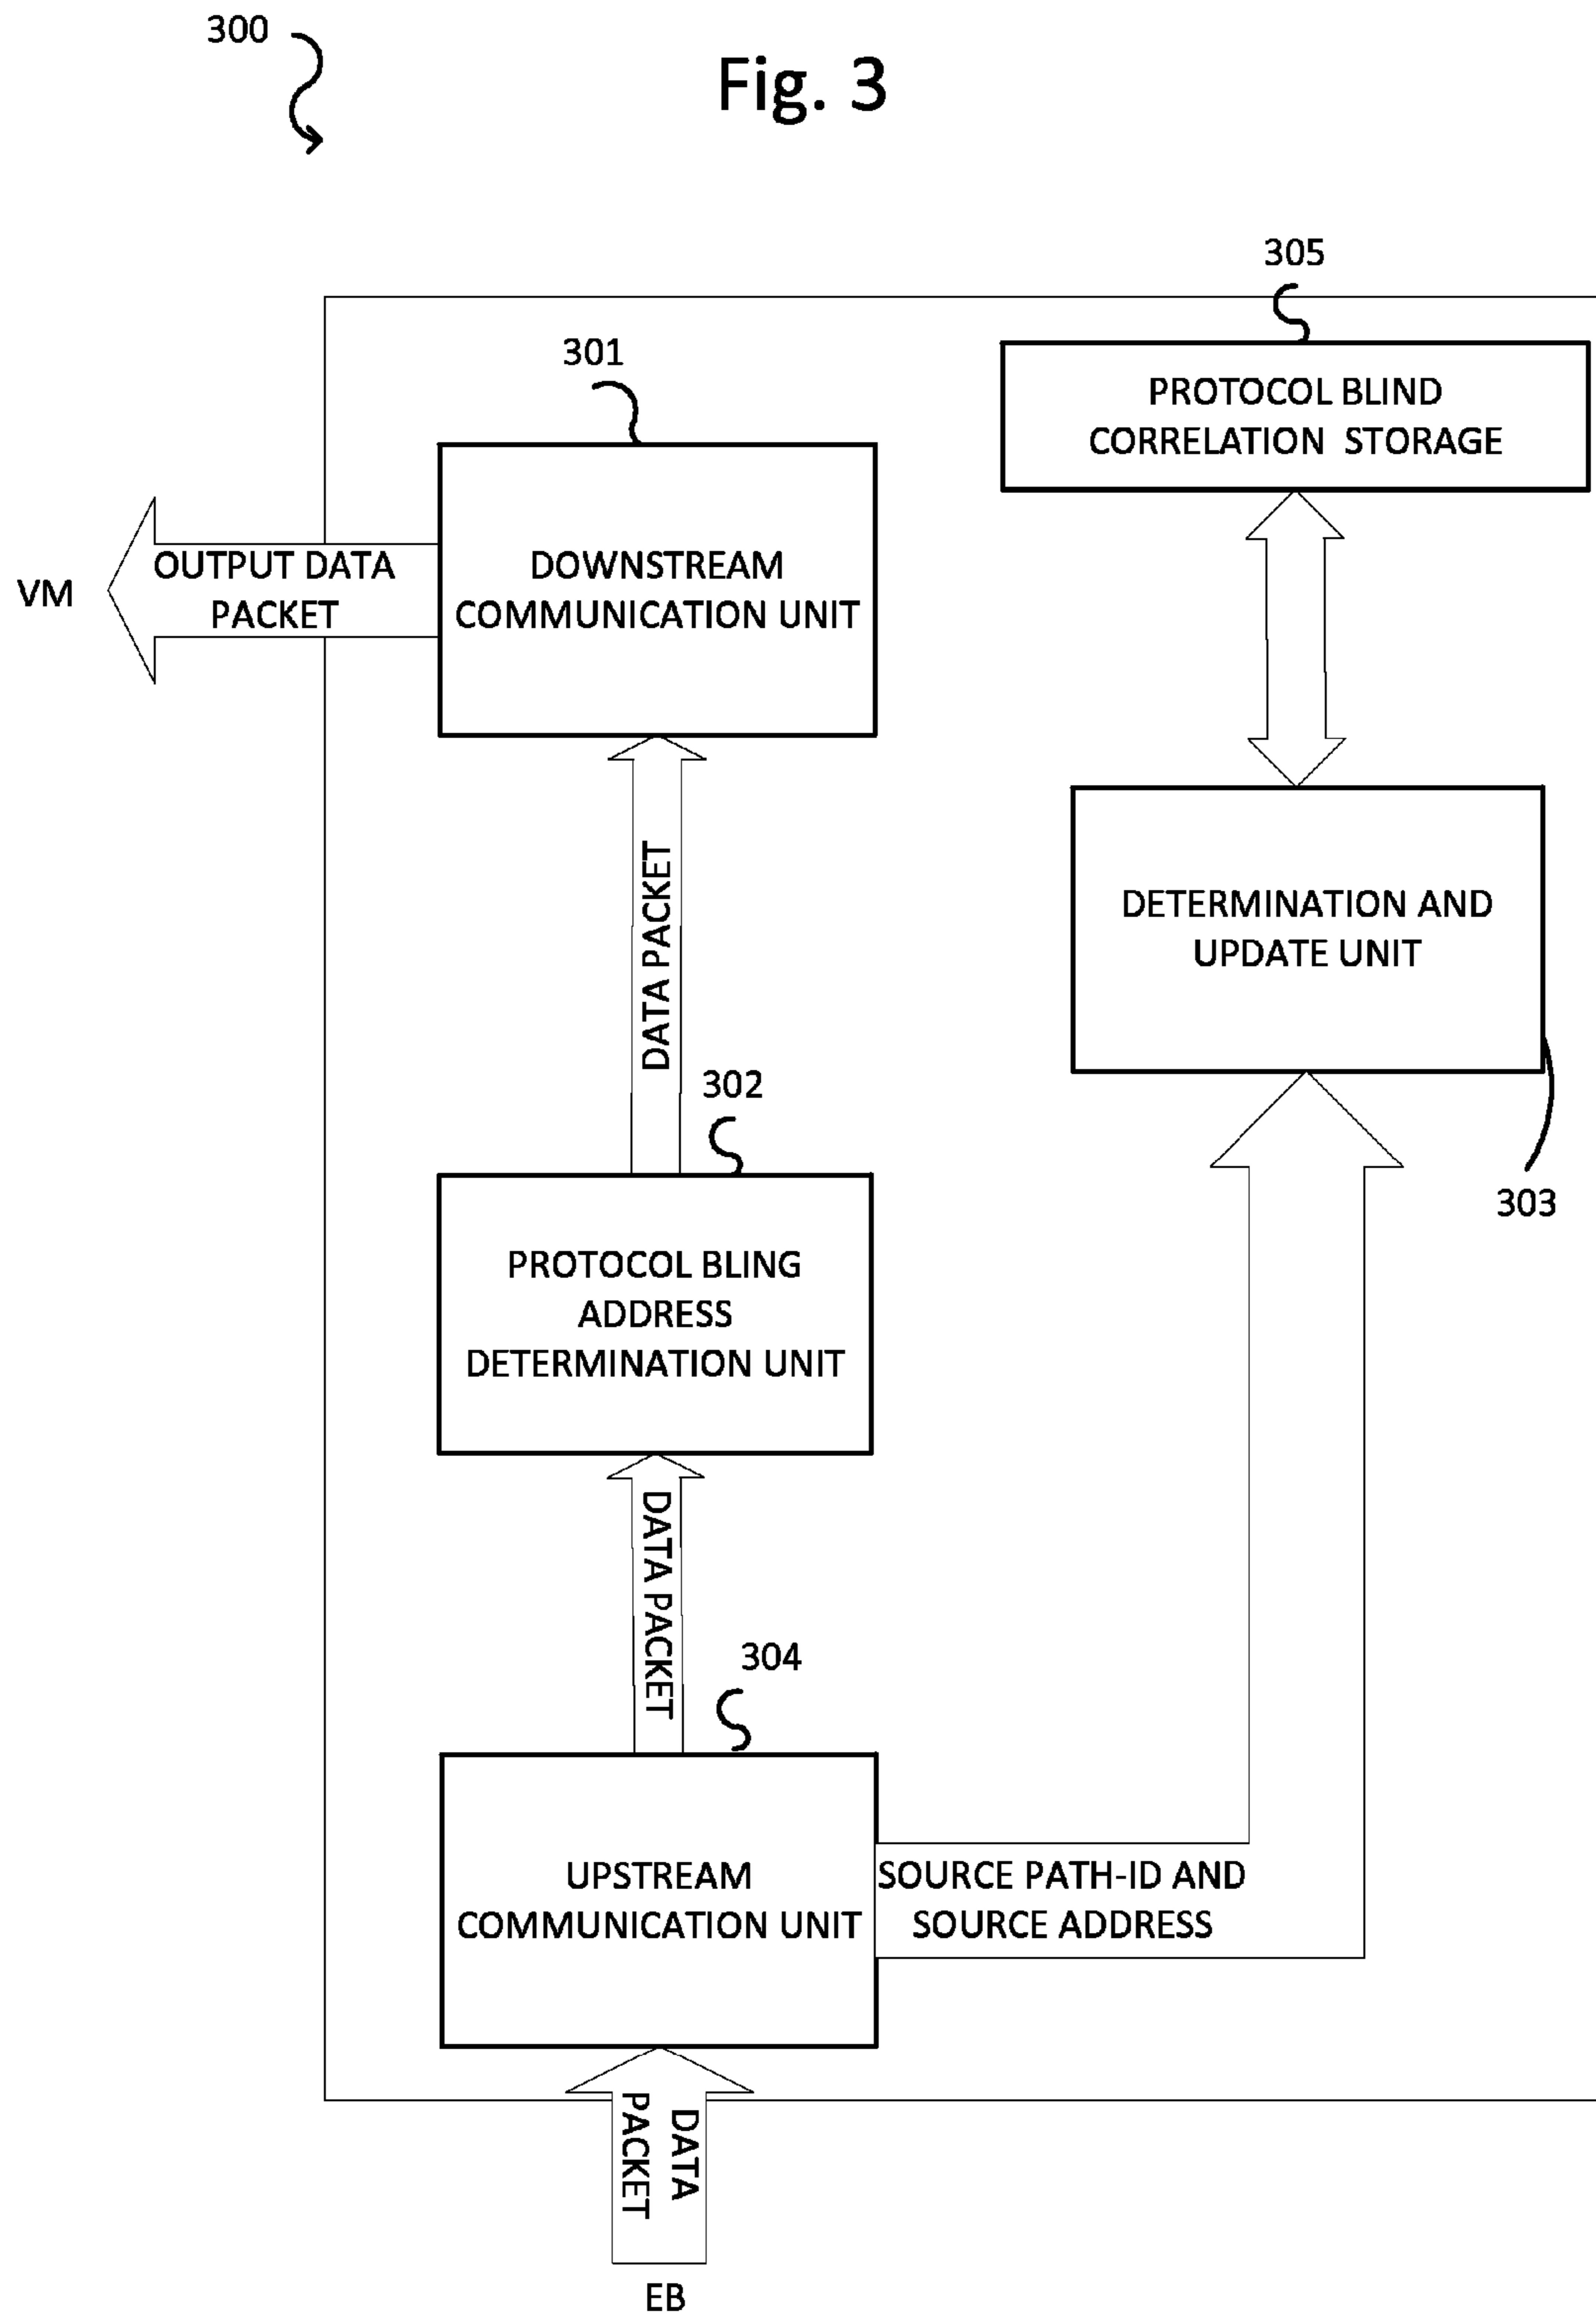 300
Fig. 3
305
301
PROTOCOL BLIND
CORRELATION STORAGE
VM
OUTPUT DATA
PACKET
DOWNSTREAM
COMMUNICATION UNIT
DATA PACKET
DETERMINATION AND
UPDATE UNIT
302
303
PROTOCOL BLING
ADDRESS
DETERMINATION UNIT
DATA PACKET
304
UPSTREAM
COMMUNICATION UNIT
SOURCE PATH-ID AND
SOURCE ADDRESS
DATA
PACKET
EB